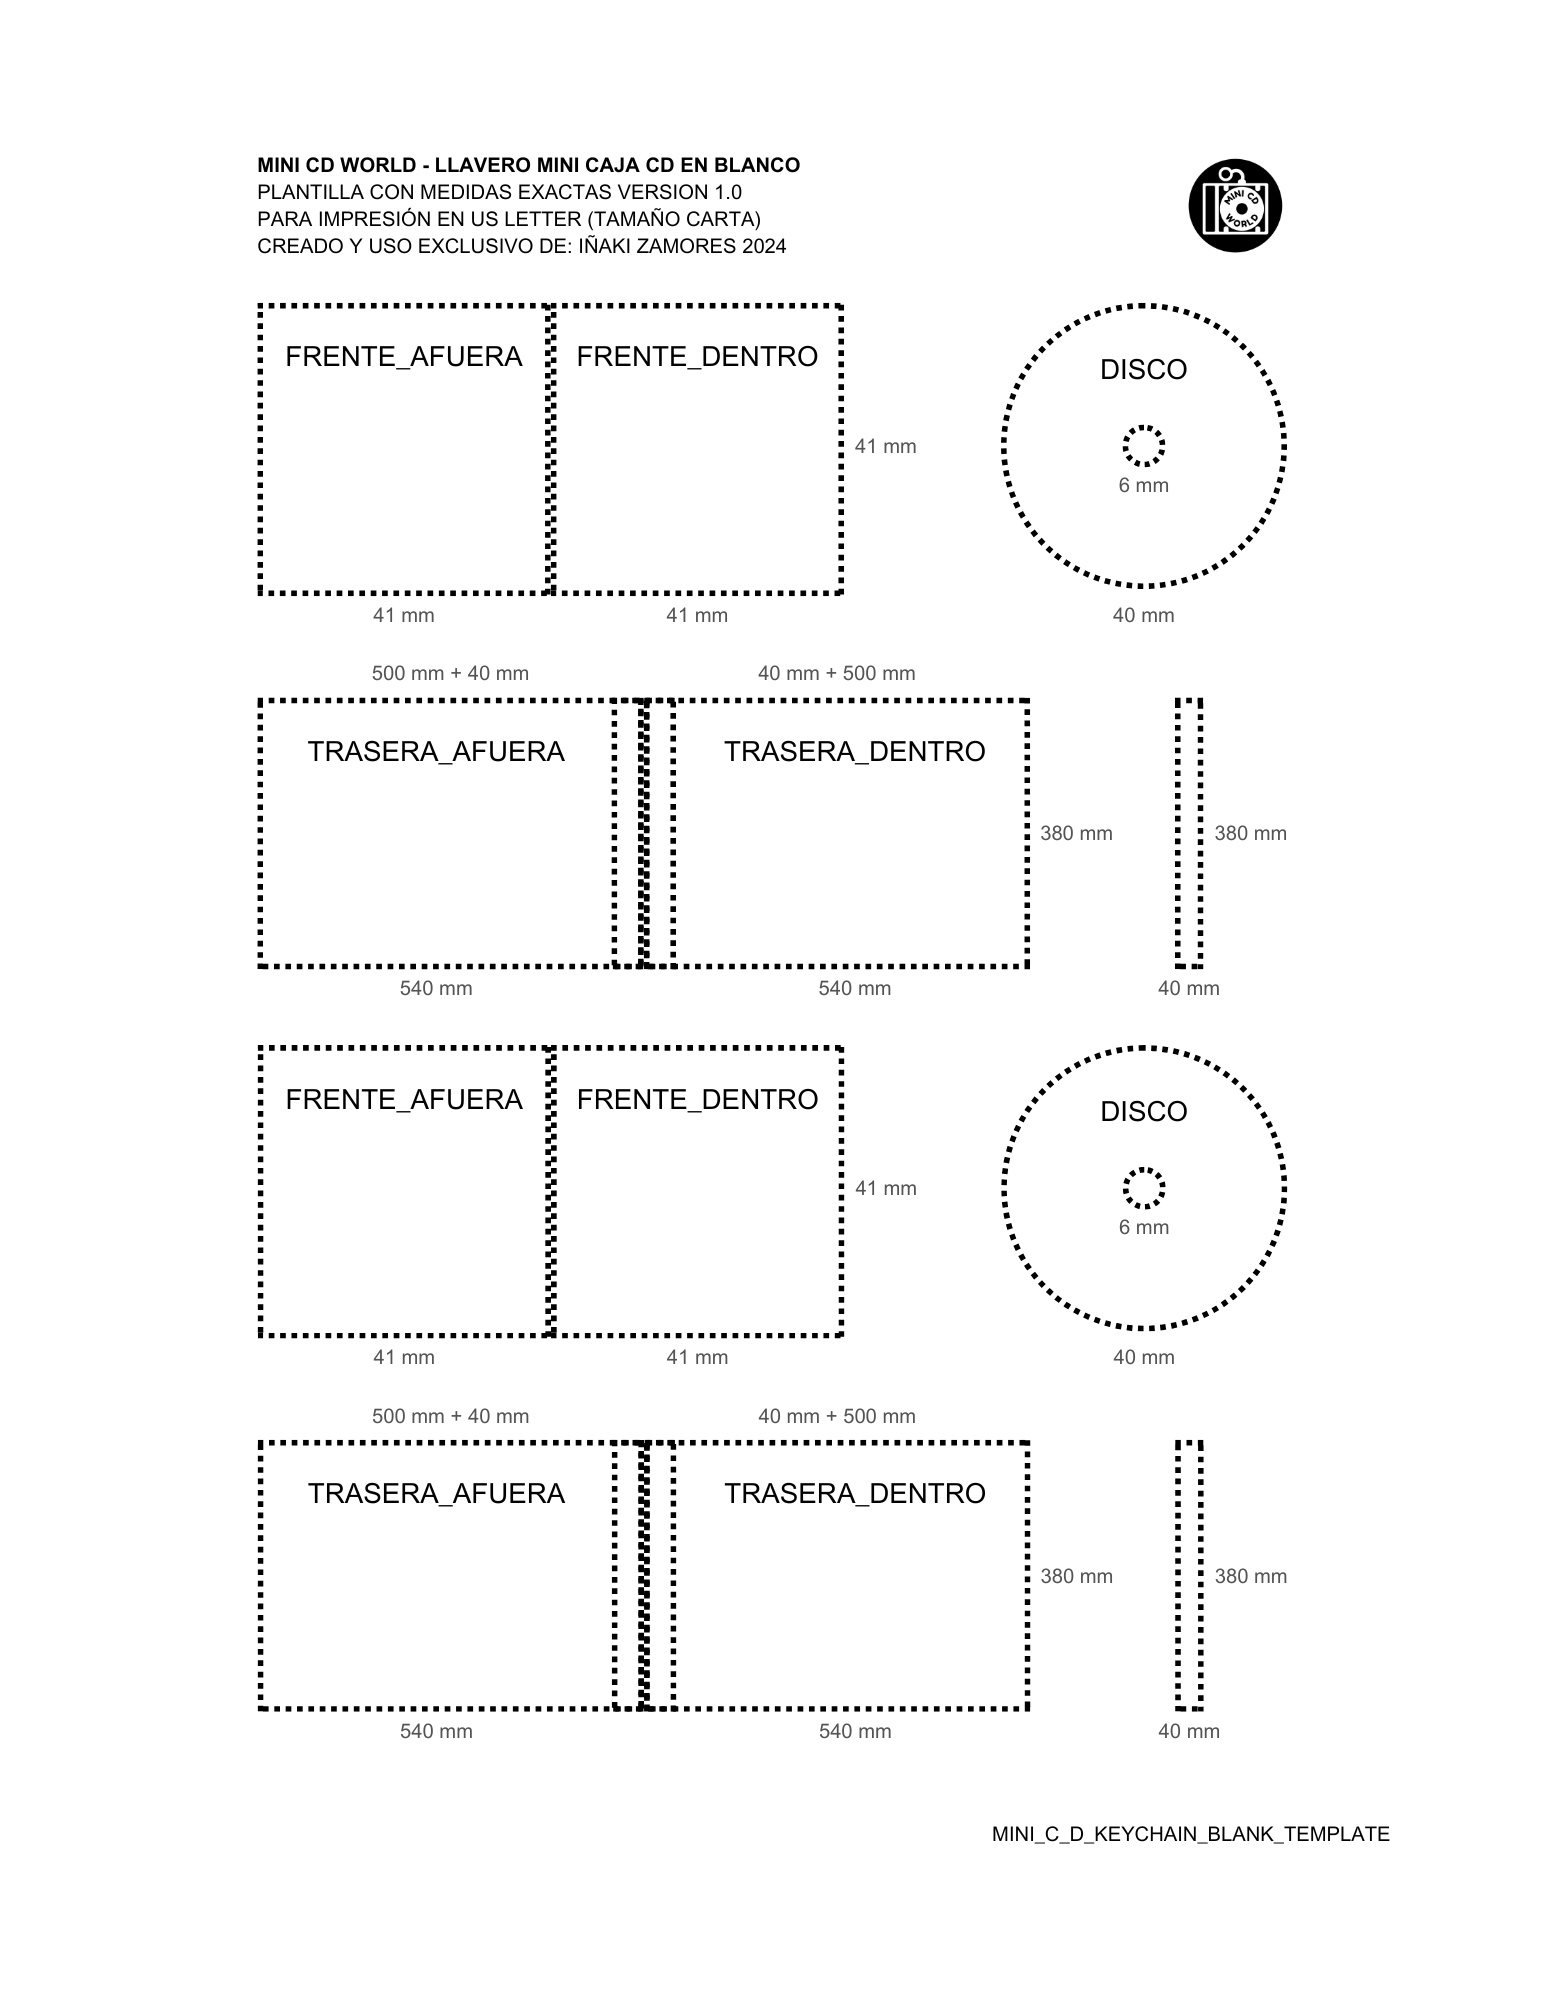 MINI CD WORLD - LLAVERO MINI CAJA CD EN BLANCO
PLANTILLA CON MEDIDAS EXACTAS VERSION 1.0
PARA IMPRESIÓN EN US LETTER (TAMAÑO CARTA)
CREADO Y USO EXCLUSIVO DE: IÑAKI ZAMORES 2024
MINI CD
WORLD
FRENTE_AFUERA
FRENTE_DENTRO
DISCO
41 mm
6 mm
41 mm
41 mm
40 mm
500 mm + 40 mm
40 mm + 500 mm
TRASERA_AFUERA
TRASERA_DENTRO
380 mm
380 mm
540 mm
540 mm
40 mm
FRENTE_AFUERA
FRENTE_DENTRO
DISCO
41 mm
6 mm
41 mm
41 mm
40 mm
500 mm + 40 mm
40 mm + 500 mm
TRASERA_AFUERA
TRASERA_DENTRO
380 mm
380 mm
540 mm
540 mm
40 mm
MINI_C_D_KEYCHAIN_BLANK_TEMPLATE